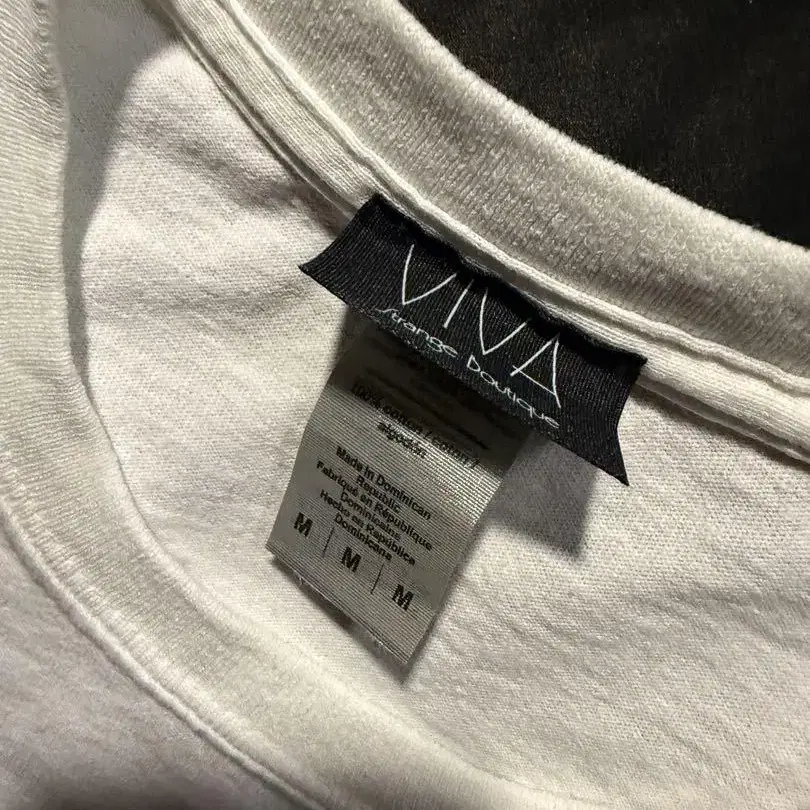 VIVA
strange boutique
100% cotton / coton /
algodón
Made in Dominican
Republic
Fabriqué en République
Dominicaine
Hecho en República
Dominicana
M | M | M